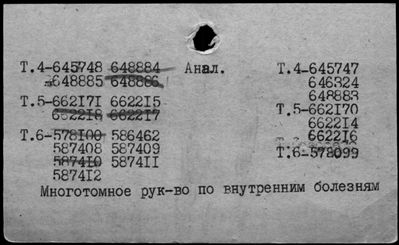 Т.4-645748 648884 Анал. Т.4-645747
648885 648886 646324
648883
Т.5-662171 662215 Т.5-662170
662216 662217 662214
662216
Т.6-578100 586462 Т.6-578099
587408 587409
587410 587411
587412
Многотомное рук-во по внутренним болезням